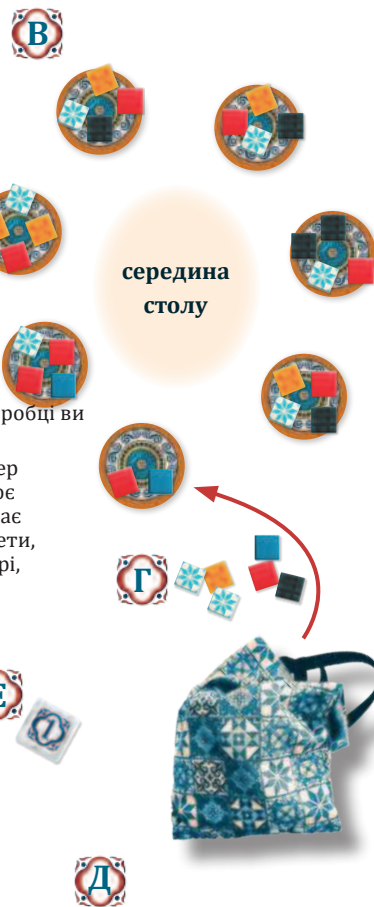 В
середина
столу
робці ви
ер
ює
ає
ети,
рі,
Г
Е
1
Д